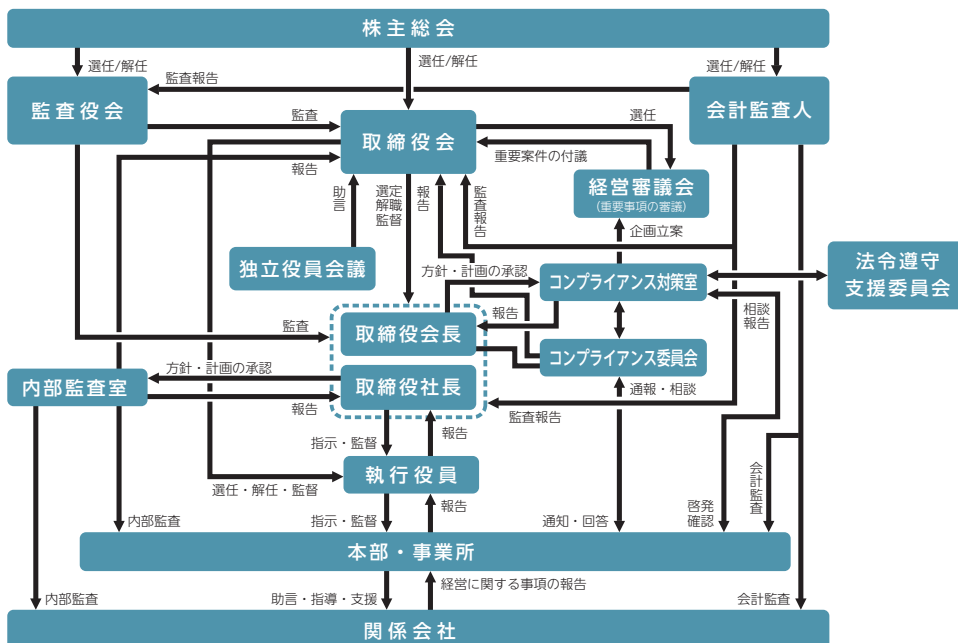 株主総会
選任/解任
選任/解任
選任/解任
監査報告
監査役会
会計監査人
監査
取締役会
選任
報告
重要案件の付議
経営審議会
(重要事項の審議)
助言
選定
解職
監督
報告
監査報告
企画立案
独立役員会議
方針・計画の承認
コンプライアンス対策室
法令遵守
支援委員会
報告
相談
報告
監査
取締役会長
コンプライアンス委員会
方針・計画の承認
内部監査室
取締役社長
通報・相談
報告
監査報告
指示・監督
報告
執行役員
会計監査
選任・解任・監督
報告
内部監査
指示・監督
通知・回答
啓発
確認
本部・事業所
経営に関する事項の報告
内部監査
助言・指導・支援
会計監査
関係会社